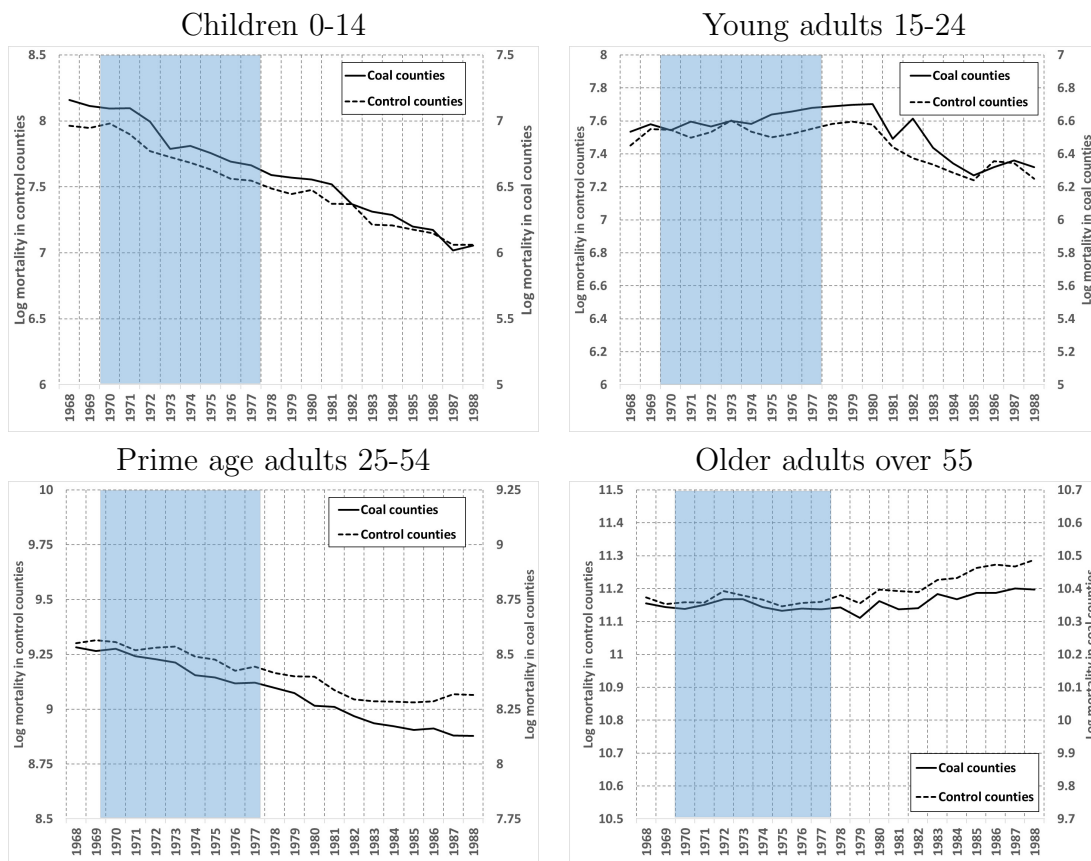 Children 0-14
Log mortality in control counties
8.5
8
7.5
7
6.5
6
Coal counties
Control counties
7.5
7
6.5
6
5.5
5
Log mortality in coal counties
1968 1969 1970 1971 1972 1973 1974 1975 1976 1977 1978 1979 1980 1981 1982 1983 1984 1985 1986 1987 1988
Young adults 15-24
Log mortality in control counties
8
7.8
7.6
7.4
7.2
7
6.8
6.6
6.4
6.2
6
Coal counties
Control counties
7
6.8
6.6
6.4
6.2
6
5.8
5.6
5.4
5.2
5
Log mortality in coal counties
1968 1969 1970 1971 1972 1973 1974 1975 1976 1977 1978 1979 1980 1981 1982 1983 1984 1985 1986 1987 1988
Prime age adults 25-54
Log mortality in control counties
10
9.75
9.5
9.25
9
8.75
8.5
Coal counties
Control counties
9.25
9
8.75
8.5
8.25
8
7.75
Log mortality in coal counties
1968 1969 1970 1971 1972 1973 1974 1975 1976 1977 1978 1979 1980 1981 1982 1983 1984 1985 1986 1987 1988
Older adults over 55
Log mortality in control counties
11.5
11.4
11.3
11.2
11.1
11
10.9
10.8
10.7
10.6
10.5
Coal counties
Control counties
10.7
10.6
10.5
10.4
10.3
10.2
10.1
10
9.9
9.8
9.7
Log mortality in coal counties
1968 1969 1970 1971 1972 1973 1974 1975 1976 1977 1978 1979 1980 1981 1982 1983 1984 1985 1986 1987 1988